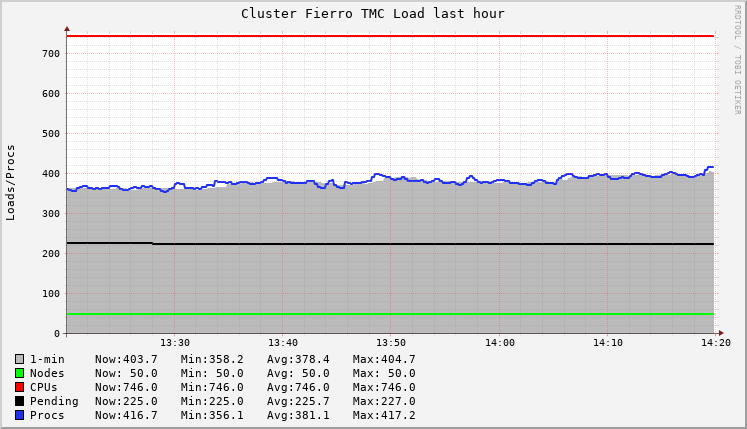 Cluster Fierro TMC Load last hour
RRDTOOL / TOBI OETIKER
Loads/Procs
700
600
500
400
300
200
100
0
13:30 13:40 13:50 14:00 14:10 14:20
1-min Now:403.7 Min:358.2 Avg:378.4 Max:404.7
Nodes Now: 50.0 Min: 50.0 Avg: 50.0 Max: 50.0
CPUs Now:746.0 Min:746.0 Avg:746.0 Max:746.0
Pending Now:225.0 Min:225.0 Avg:225.7 Max:227.0
Procs Now:416.7 Min:356.1 Avg:381.1 Max:417.2